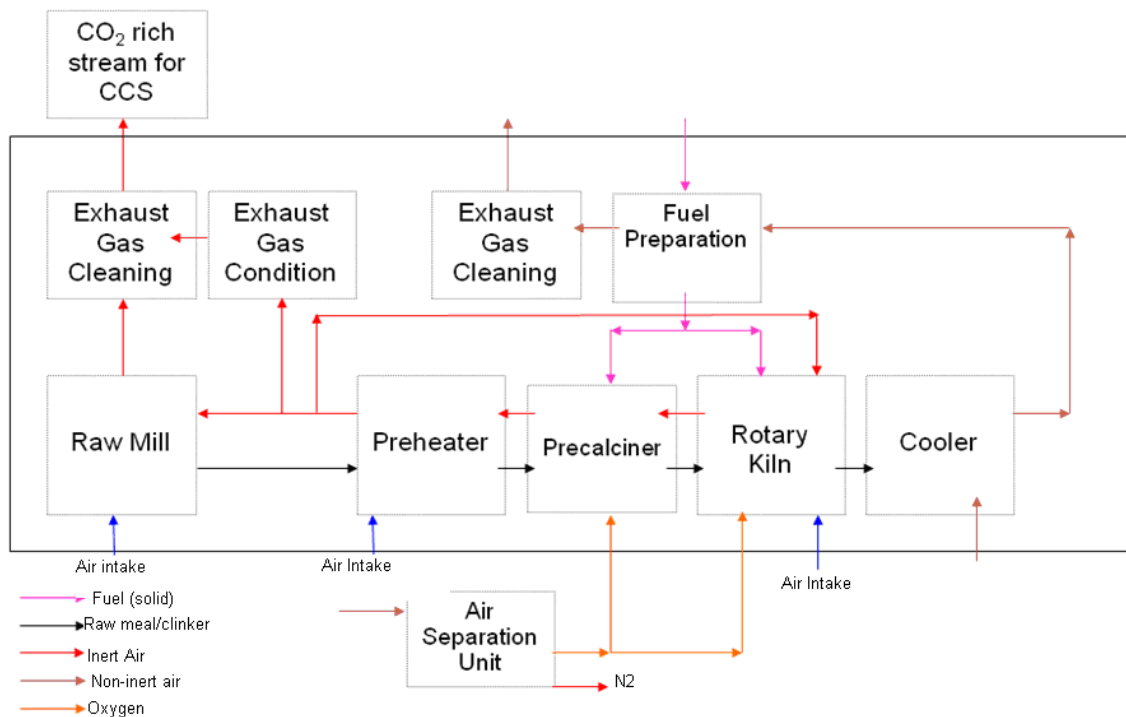 CO₂ rich
stream for
CCS
Exhaust
Gas
Cleaning
Exhaust
Gas
Condition
Exhaust
Gas
Cleaning
Fuel
Preparation
Raw Mill
Preheater
Precalciner
Rotary
Kiln
Cooler
Air intake
Air Intake
Air Intake
Air
Separation
Unit
N2
Fuel (solid)
Raw meal/clinker
Inert Air
Non-inert air
Oxygen